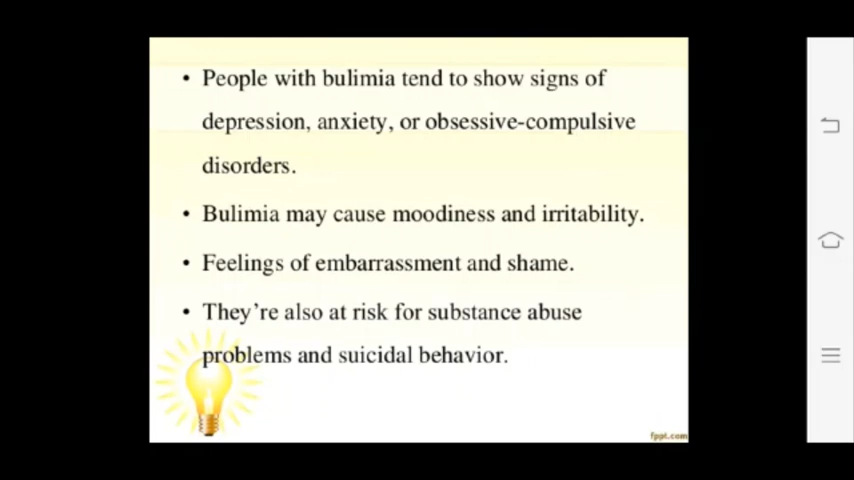 • People with bulimia tend to show signs of
depression, anxiety, or obsessive-compulsive
disorders.
• Bulimia may cause moodiness and irritability.
• Feelings of embarrassment and shame.
• They’re also at risk for substance abuse
problems and suicidal behavior.
fppt.com